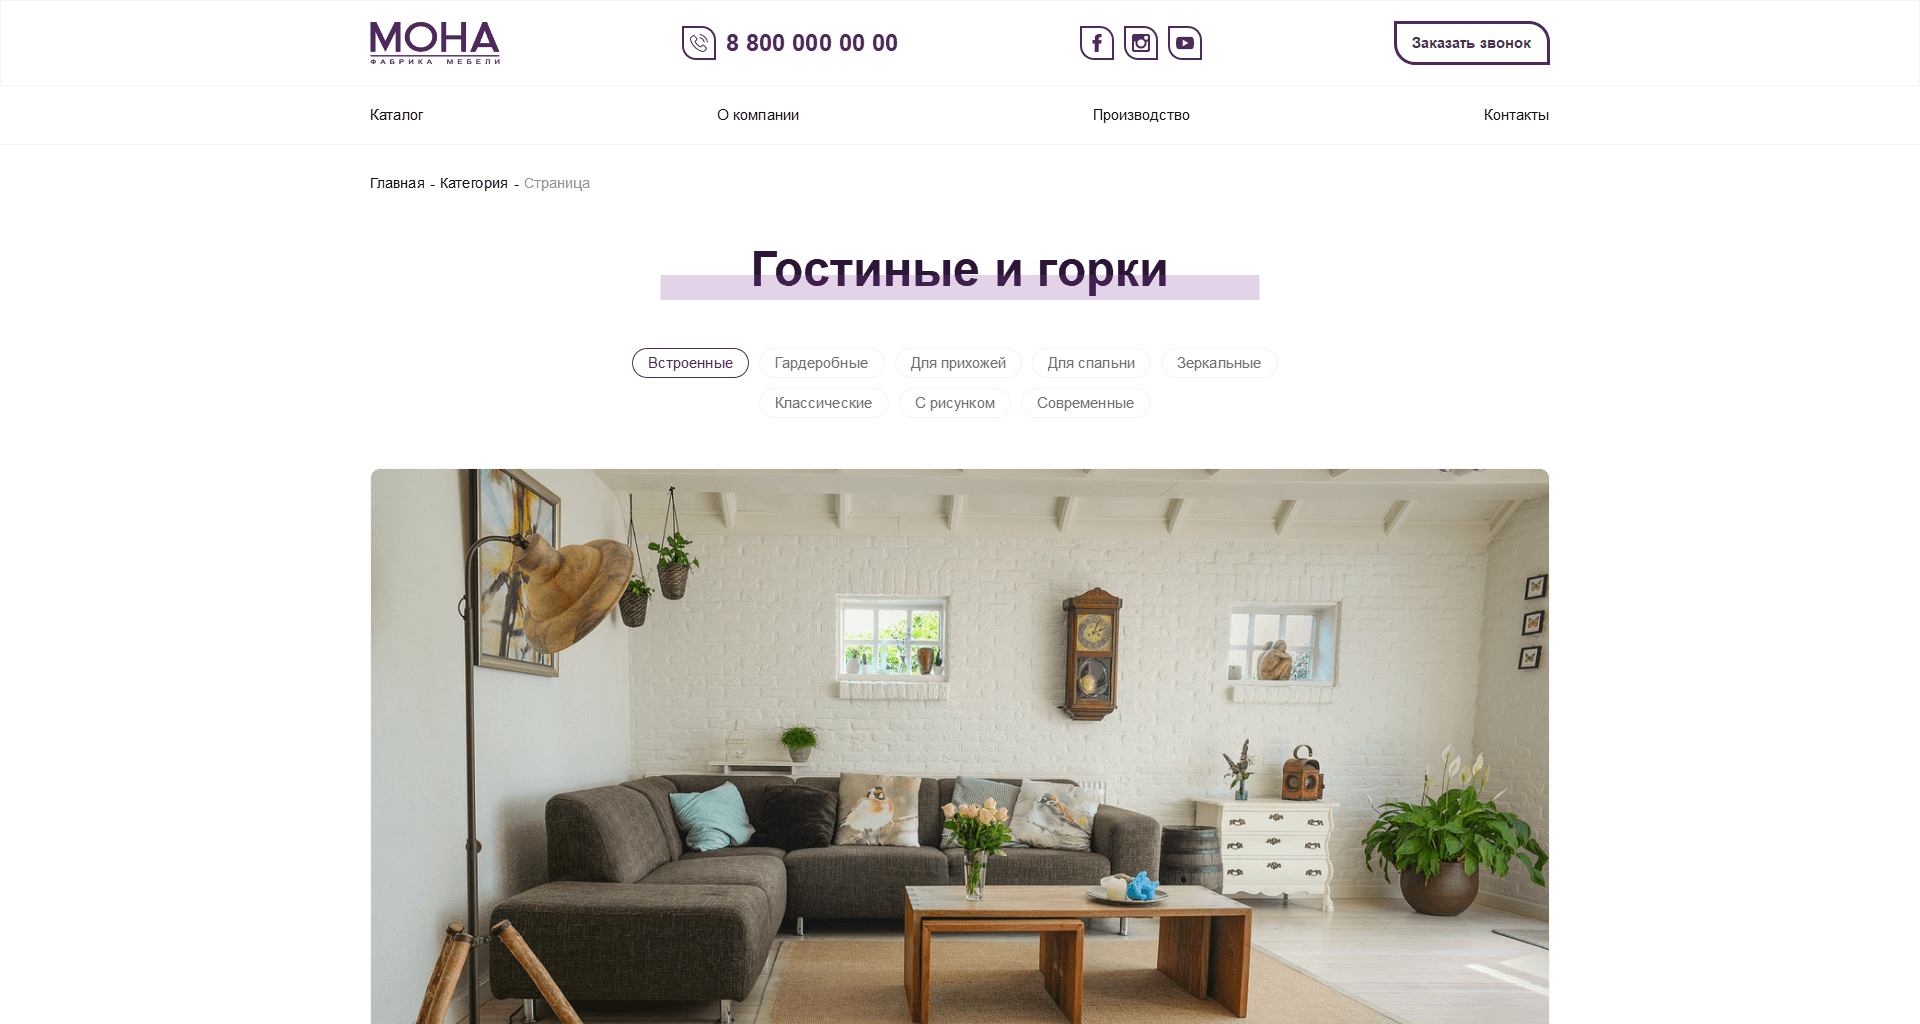 МОНА
ФАБРИКА МЕБЕЛИ
8 800 000 00 00
Заказать звонок
Каталог
О компании
Производство
Контакты
Главная - Категория - Страница
Гостиные и горки
Встроенные
Гардеробные
Для прихожей
Для спальни
Зеркальные
Классические
С рисунком
Современные